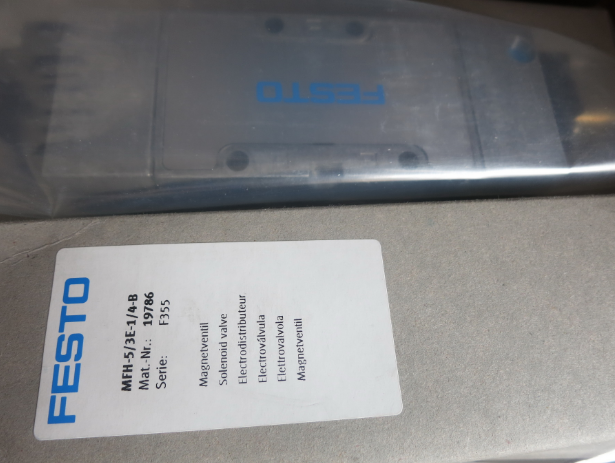 FESTO
FESTO
MFH-5/3E-1/4-B
Mat.-Nr.: 19786
Serie: F355
Magnetventil
Solenoid valve
Electrodistributeur
Electroválvula
Elettrovalvola
Magnetventil